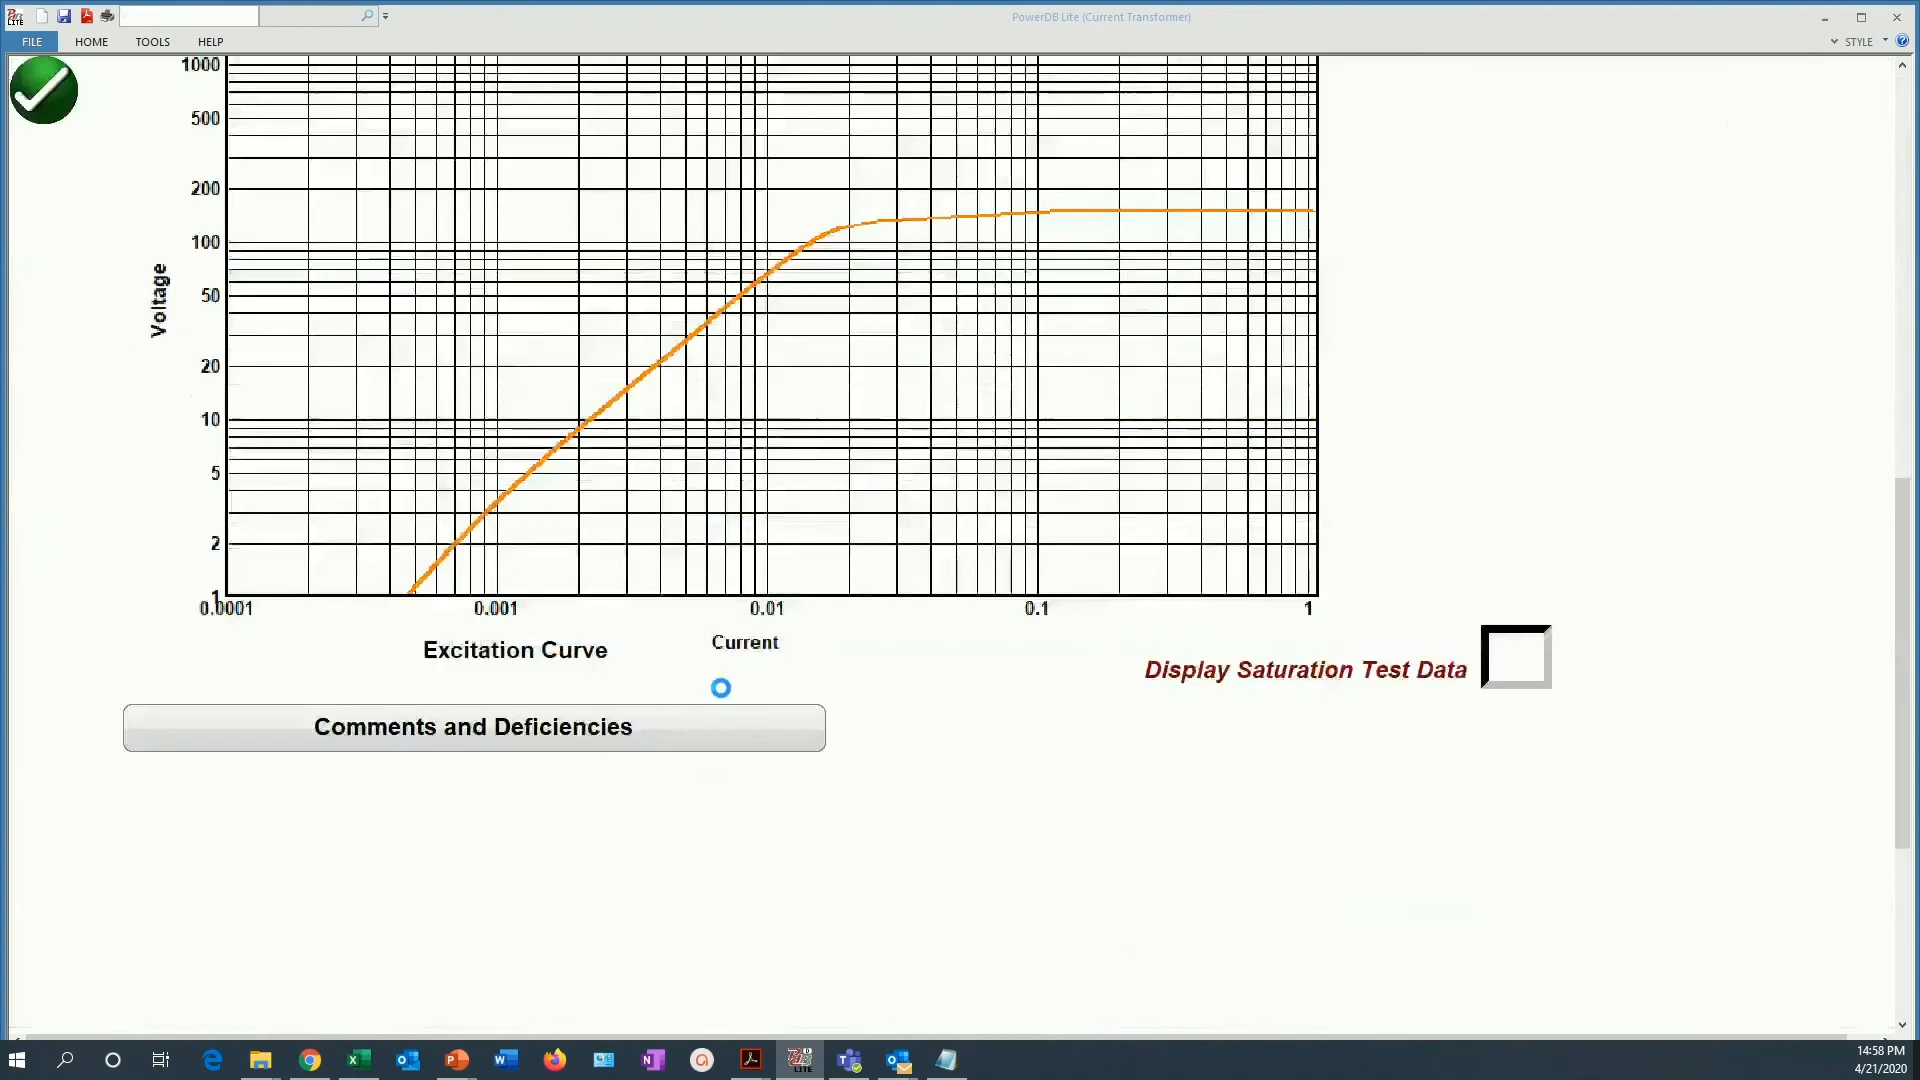 PowerDB Lite (Current Transformer)
FILE HOME TOOLS HELP STYLE
1000
500
200
100
50
20
10
5
2
1
Voltage
0.0001 0.001 0.01 0.1 1
Current
Excitation Curve
Display Saturation Test Data
Comments and Deficiencies
14:58 PM
4/21/2020